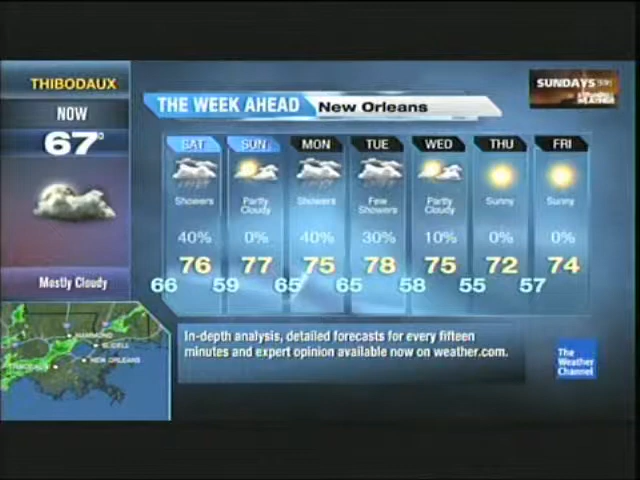 THIBODAUX
NOW
67°
Mostly Cloudy
THE WEEK AHEAD
New Orleans
SUNDAYS
SAT SUN MON TUE WED THU FRI
Showers Partly Cloudy Showers Few Showers Partly Cloudy Sunny Sunny
40% 0% 40% 30% 10% 0% 0%
76 77 75 78 75 72 74
66 59 65 65 58 55 57
HAMMOND
SLIDELL
NEW ORLEANS
In-depth analysis, detailed forecasts for every fifteen
minutes and expert opinion available now on weather.com.
The
Weather
Channel